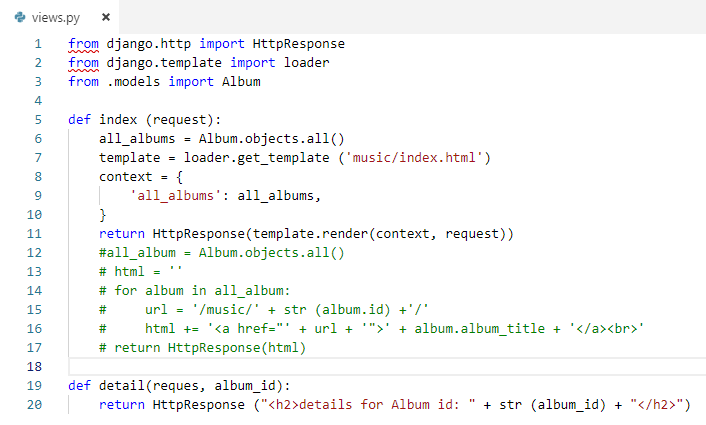 views.py ×
1 from django.http import HttpResponse
2 from django.template import loader
3 from .models import Album
4
5 def index (request):
6     all_albums = Album.objects.all()
7     template = loader.get_template ('music/index.html')
8     context = {
9         'all_albums': all_albums,
10     }
11     return HttpResponse(template.render(context, request))
12     #all_album = Album.objects.all()
13     # html = ''
14     # for album in all_album:
15     #     url = '/music/' + str (album.id) +'/'
16     #     html += '<a href="' + url + '">' + album.album_title + '</a><br>'
17     # return HttpResponse(html)
18
19 def detail(reques, album_id):
20     return HttpResponse ("<h2>details for Album id: " + str (album_id) + "</h2>")